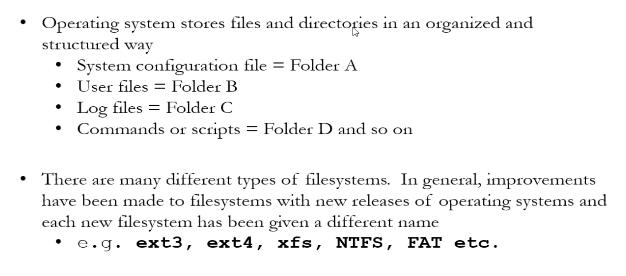 • Operating system stores files and directories in an organized and
structured way
• System configuration file = Folder A
• User files = Folder B
• Log files = Folder C
• Commands or scripts = Folder D and so on
• There are many different types of filesystems. In general, improvements
have been made to filesystems with new releases of operating systems and
each new filesystem has been given a different name
• e.g. ext3, ext4, xfs, NTFS, FAT etc.